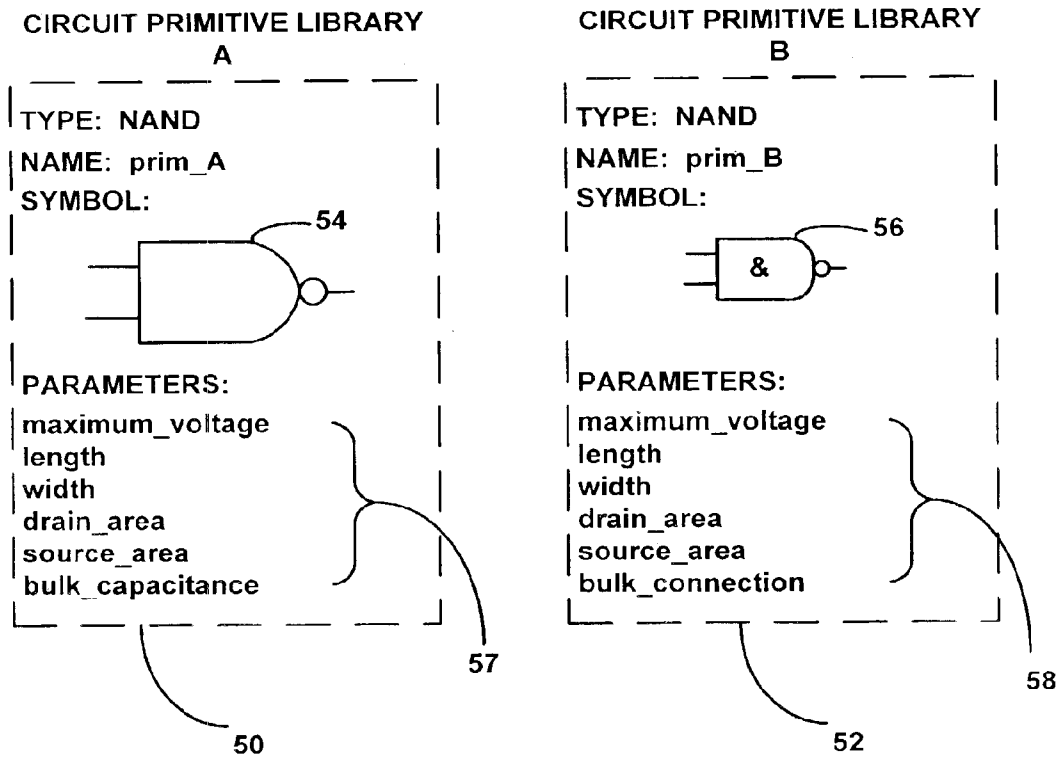 CIRCUIT PRIMITIVE LIBRARY
A
TYPE: NAND
NAME: prim_A
SYMBOL:
54
PARAMETERS:
maximum_voltage
length
width
drain_area
source_area
bulk_capacitance
57
50
CIRCUIT PRIMITIVE LIBRARY
B
TYPE: NAND
NAME: prim_B
SYMBOL:
56
&
PARAMETERS:
maximum_voltage
length
width
drain_area
source_area
bulk_connection
58
52